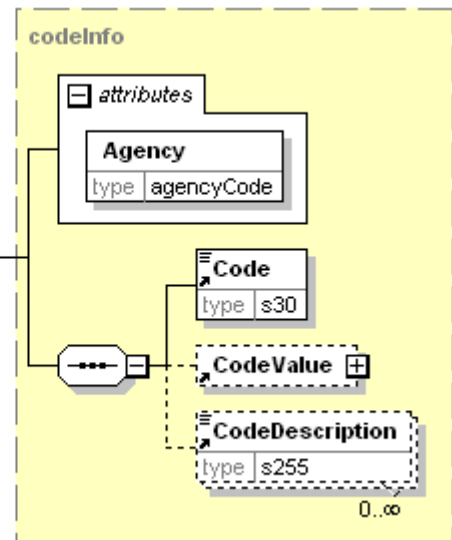 codeInfo
attributes
Agency
type agencyCode
Code
type s30
CodeValue
CodeDescription
type s255
0..∞